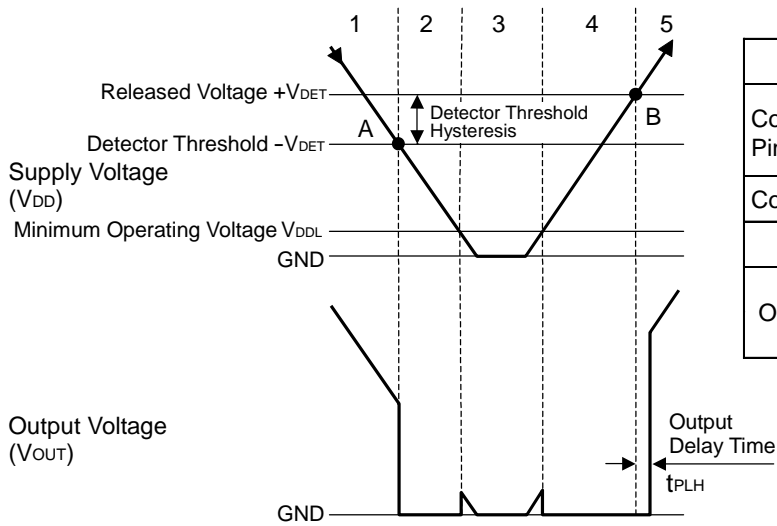 1 2 3 4 5
Released Voltage +VDET
Detector Threshold
Hysteresis
A
B
Detector Threshold –VDET
Supply Voltage
(VDD)
Minimum Operating Voltage VDDL
GND
Output Voltage
(VOUT)
Output
Delay Time
tPLH
GND
Co
Pin
Co
O